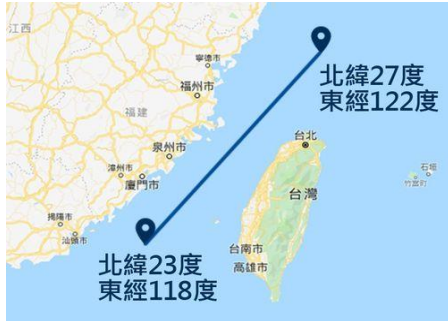 江西
寧德市
福州市
福建
北緯27度
東經122度
泉州市
台北
漳州市
廈門市
石垣
竹富町
台灣
揭陽市
汕頭市
台南市
高雄市
北緯23度
東經118度